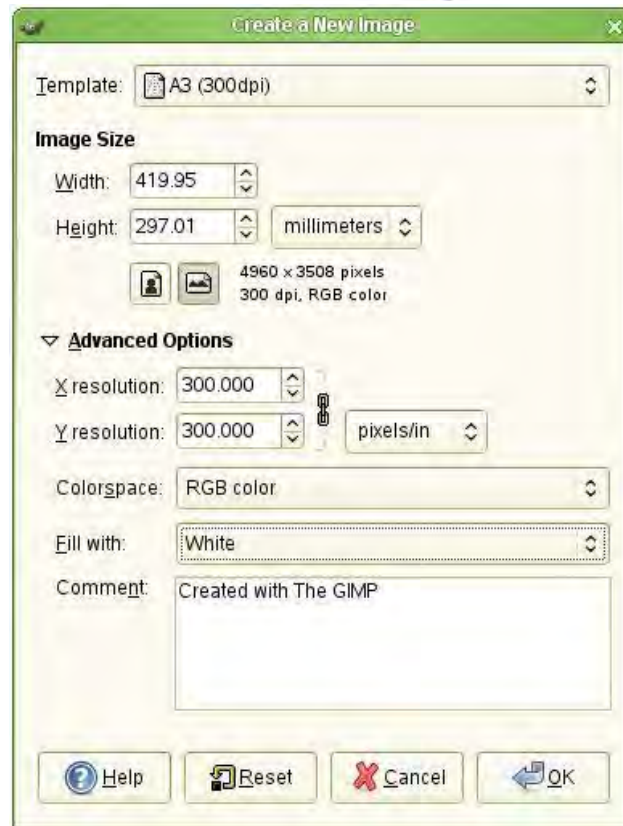 Create a New Image
Template: A3 (300dpi)
Image Size
Width: 419.95
Height: 297.01 millimeters
4960 x 3508 pixels
300 dpi, RGB color
Advanced Options
X resolution: 300.000
Y resolution: 300.000 pixels/in
Colorspace: RGB color
Fill with: White
Comment: Created with The GIMP
Help Reset Cancel OK